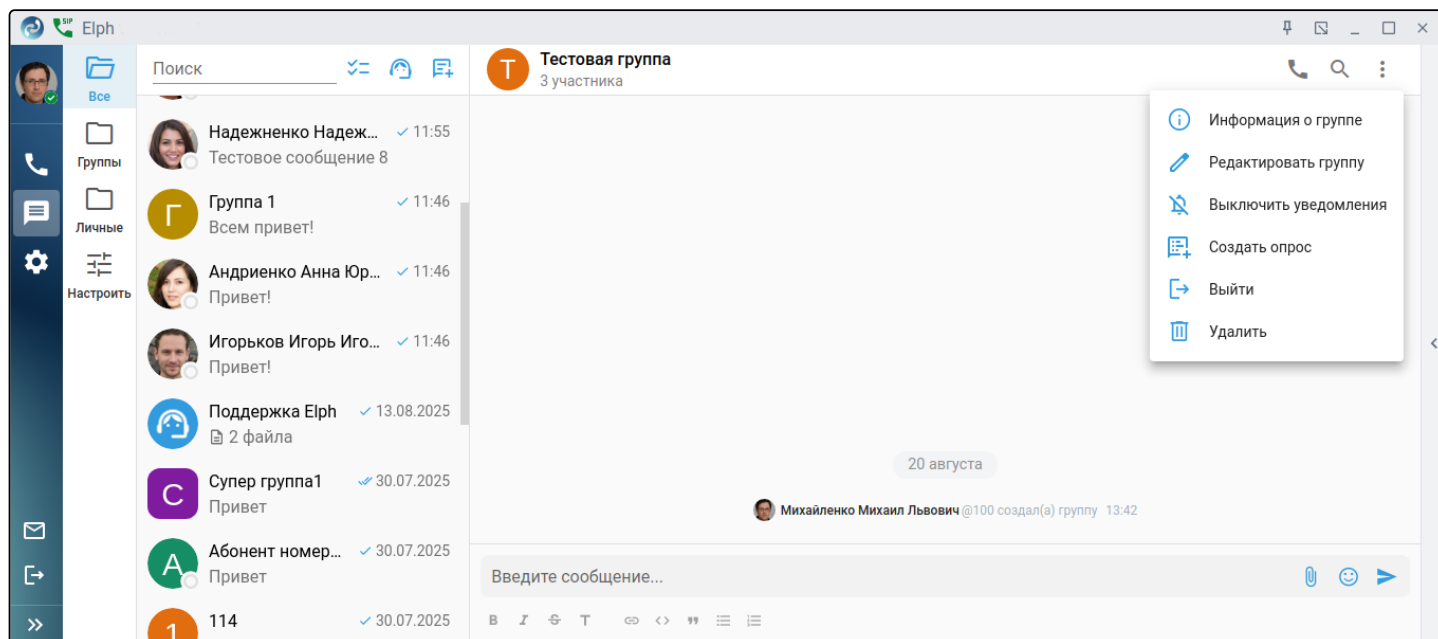 SIP
Elph
Все
Группы
Личные
Настроить
Поиск
Надежненко Надеж... 11:55
Тестовое сообщение 8
Г
Группа 1 11:46
Всем привет!
Андриенко Анна Юр... 11:46
Привет!
Игорьков Игорь Иго... 11:46
Привет!
Поддержка Elph 13.08.2025
2 файла
С
Супер группа1 30.07.2025
Привет
А
Абонент номер... 30.07.2025
Привет
1
114 30.07.2025
Т
Тестовая группа
3 участника
Информация о группе
Редактировать группу
Выключить уведомления
Создать опрос
Выйти
Удалить
20 августа
Михайленко Михаил Львович @100 создал(а) группу 13:42
Введите сообщение...
B I S T